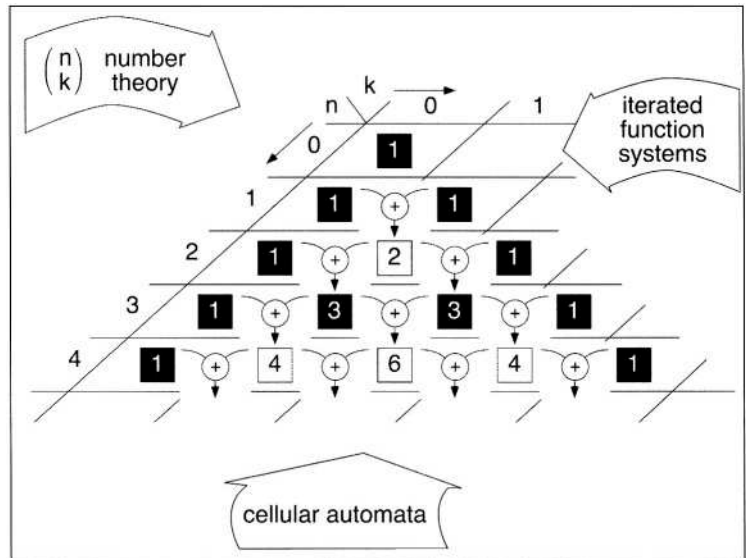 (n k) number theory
k
n 0 1
iterated function systems
0 1
1 1 + 1
2 1 + 2 + 1
3 1 + 3 + 3 + 1
4 1 + 4 + 6 + 4 + 1
cellular automata